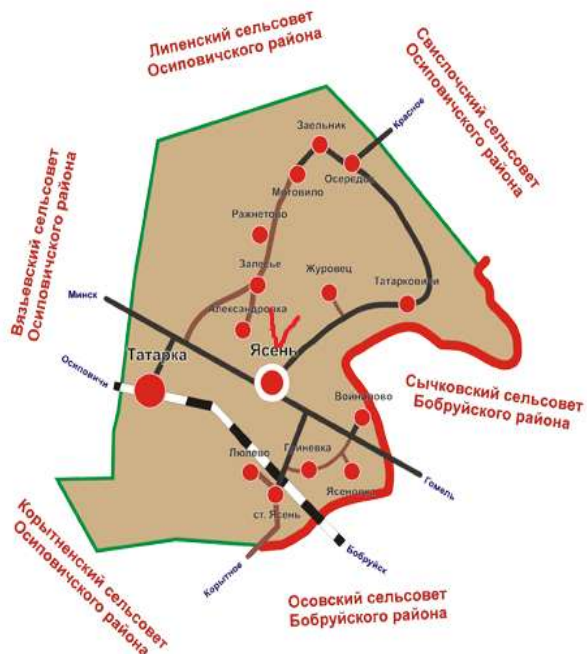 Липенский сельсовет
Осиповичского района
Свислочский сельсовет
Осиповичского района
Вязьевский сельсовет
Осиповичского района
Заельник
Красное
Осередок
Мотовило
Ражнетово
Залесье
Журовец
Татарковичи
Минск
Александровка
Татарка
Ясень
Осиповичи
Сычковский сельсовет
Бобруйского района
Войнилово
Люлево
Гриневка
Ясеновка
Гомель
ст. Ясень
Бобруйск
Корытное
Корытненский сельсовет
Осиповичского района
Осовский сельсовет
Бобруйского района